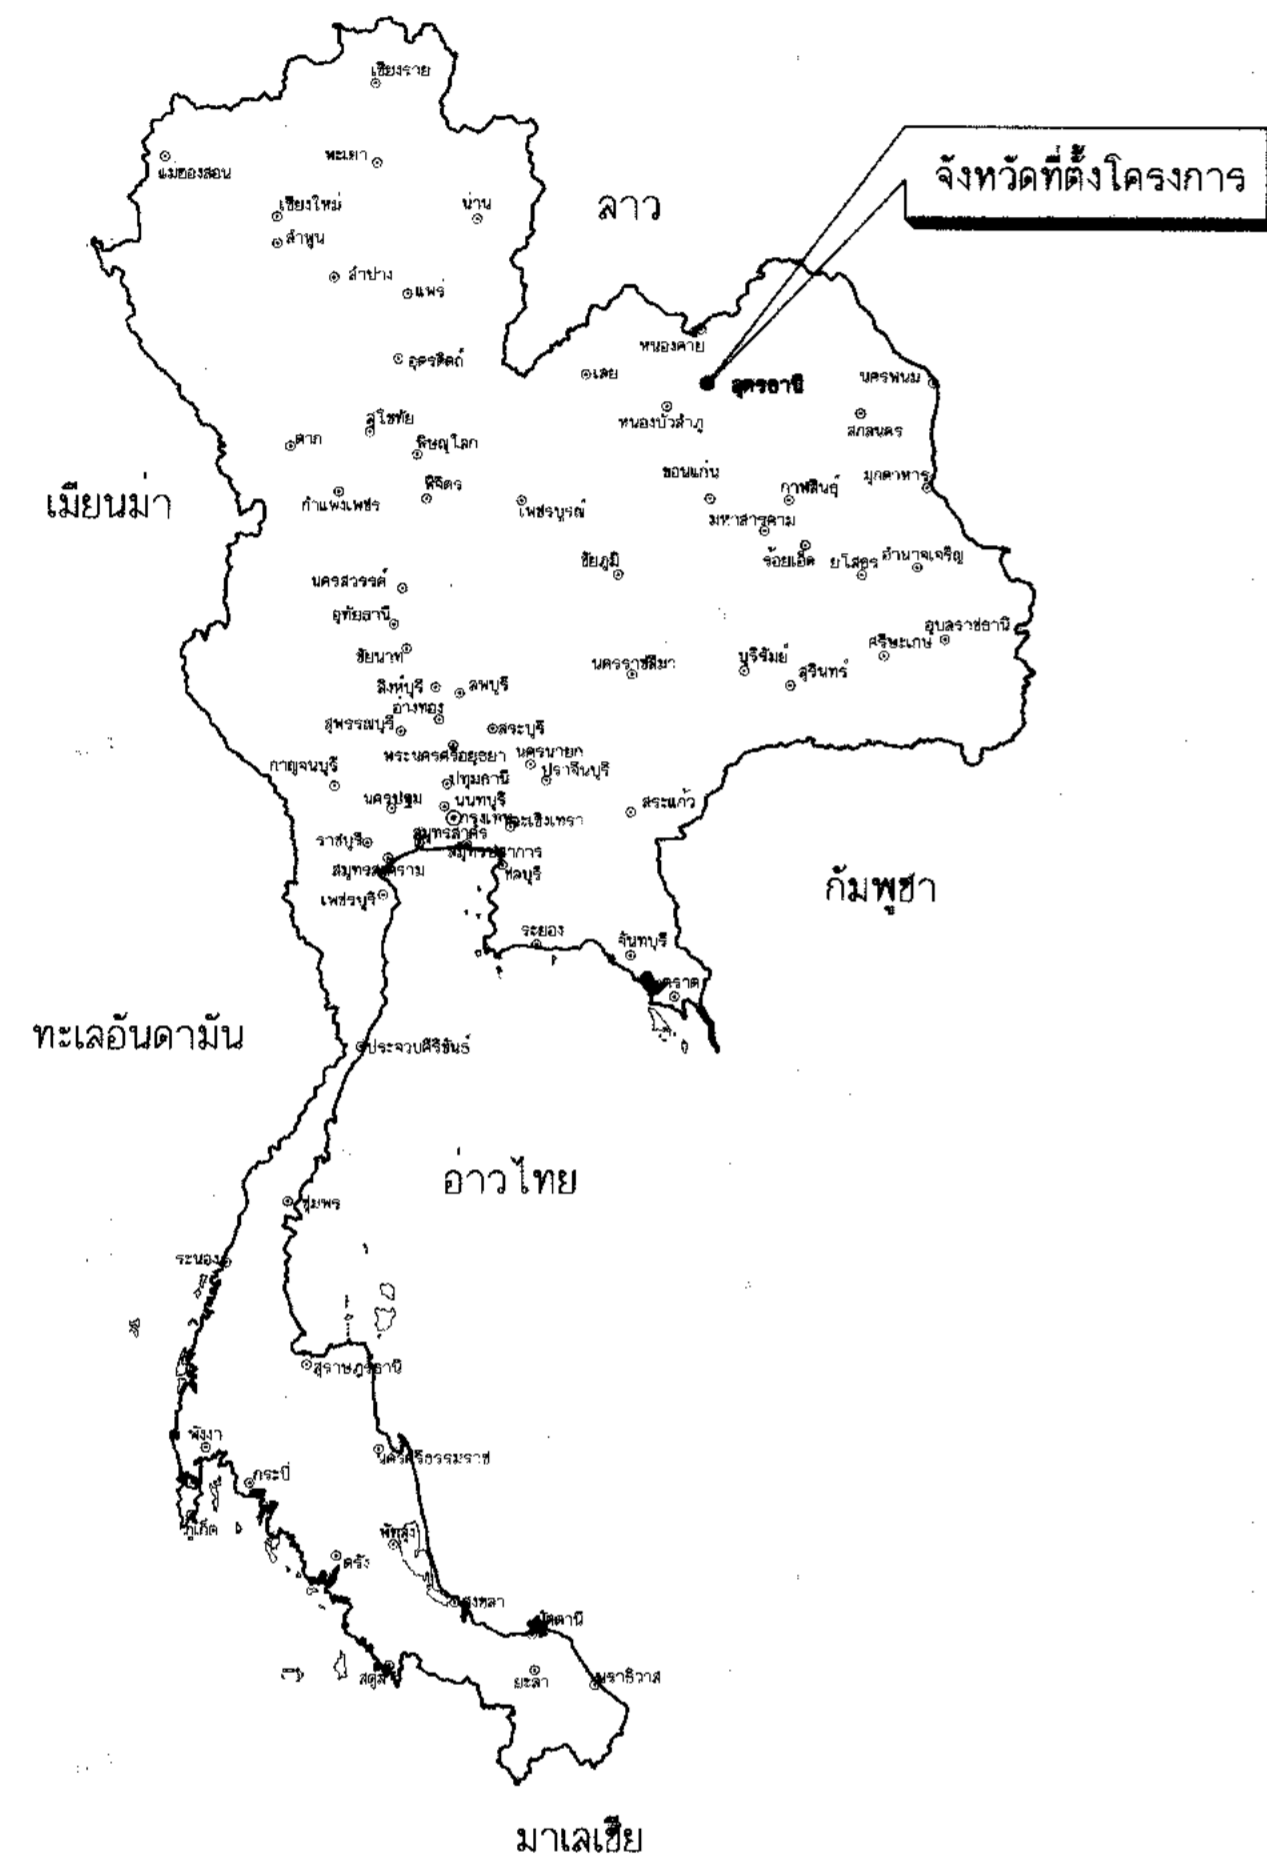 เชียงราย
แม่ฮองสอน
พะเยา
จังหวัดที่ตั้งโครงการ
เชียงใหม่
น่าน
ลาว
ลำพูน
ลำปาง
แพร่
หนองคาย
อุตรดิตถ์
เลย
อุดรธานี
นครพนม
หนองบัวลำภู
สกลนคร
สุโขทัย
ตาก
พิษณุโลก
ขอนแก่น
กาฬสินธุ์
มุกดาหาร
เมียนม่า
กำแพงเพชร
พิจิตร
เพชรบูรณ์
มหาสารคาม
ชัยภูมิ
ร้อยเอ็ด
ยโสธร
อำนาจเจริญ
นครสวรรค์
อุทัยธานี
อุบลราชธานี
ชัยนาท
นครราชสีมา
บุรีรัมย์
สุรินทร์
ศรีษะเกษ
สิงห์บุรี
ลพบุรี
อ่างทอง
สุพรรณบุรี
สระบุรี
พระนครศรีอยุธยา
นครนายก
กาญจนบุรี
ปทุมธานี
ปราจีนบุรี
นครปฐม
นนทบุรี
กรุงเทพ
ฉะเชิงเทรา
สระแก้ว
ราชบุรี
สมุทรสาคร
สมุทรปราการ
สมุทรสงคราม
ชลบุรี
เพชรบุรี
กัมพูชา
ระยอง
จันทบุรี
ตราด
ทะเลอันดามัน
ประจวบคีรีขันธ์
อ่าวไทย
ชุมพร
ระนอง
สุราษฎร์ธานี
พังงา
นครศรีธรรมราช
กระบี่
ภูเก็ต
พัทลุง
ตรัง
สงขลา
ปัตตานี
สตูล
ยะลา
นราธิวาส
มาเลเซีย